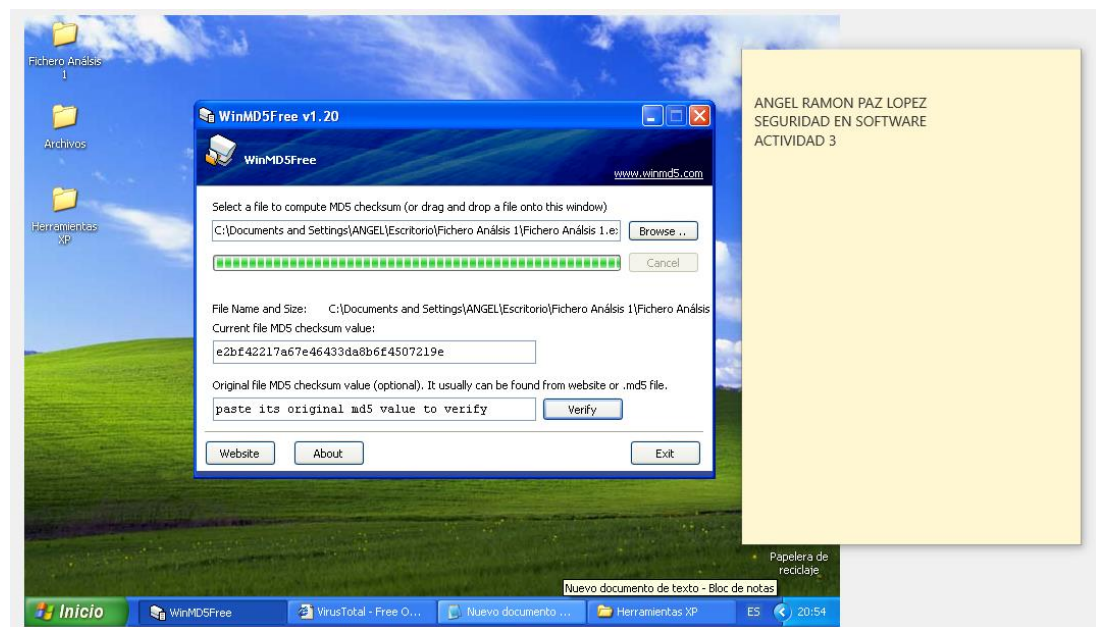 Fichero Análsis
1
Archivos
Herramientas
XP
WinMD5Free v1.20
WinMD5Free
www.winmd5.com
Select a file to compute MD5 checksum (or drag and drop a file onto this window)
C:\Documents and Settings\ANGEL\Escritorio\Fichero Análsis 1\Fichero Análsis 1.e:
Browse ..
Cancel
File Name and Size: C:\Documents and Settings\ANGEL\Escritorio\Fichero Análsis 1\Fichero Análsis
Current file MD5 checksum value:
e2bf42217a67e46433da8b6f4507219e
Original file MD5 checksum value (optional). It usually can be found from website or .md5 file.
paste its original md5 value to verify
Verify
Website
About
Exit
ANGEL RAMON PAZ LOPEZ
SEGURIDAD EN SOFTWARE
ACTIVIDAD 3
Papelera de
reciclaje
Nuevo documento de texto - Bloc de notas
Inicio
WinMD5Free
VirusTotal - Free O...
Nuevo documento ...
Herramientas XP
ES
20:54